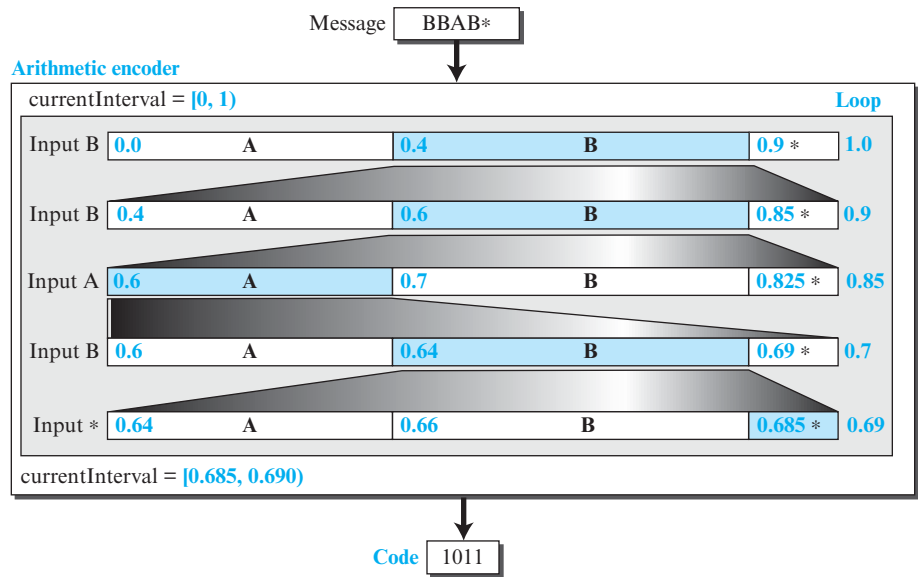 Message BBAB*
Arithmetic encoder
currentInterval = [0, 1) Loop
Input B 0.0 A 0.4 B 0.9 * 1.0
Input B 0.4 A 0.6 B 0.85 * 0.9
Input A 0.6 A 0.7 B 0.825 * 0.85
Input B 0.6 A 0.64 B 0.69 * 0.7
Input * 0.64 A 0.66 B 0.685 * 0.69
currentInterval = [0.685, 0.690)
Code 1011